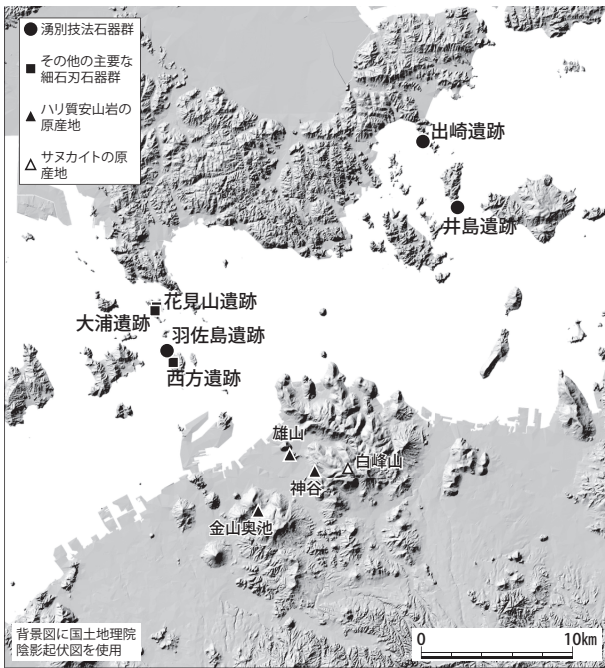 湧別技法石器群
その他の主要な
細石刃石器群
ハリ質安山岩の
原産地
サヌカイトの原
産地
出崎遺跡
井島遺跡
花見山遺跡
大浦遺跡
羽佐島遺跡
西方遺跡
雄山
白峰山
神谷
金山奥池
背景図に国土地理院
陰影起伏図を使用
0 10km